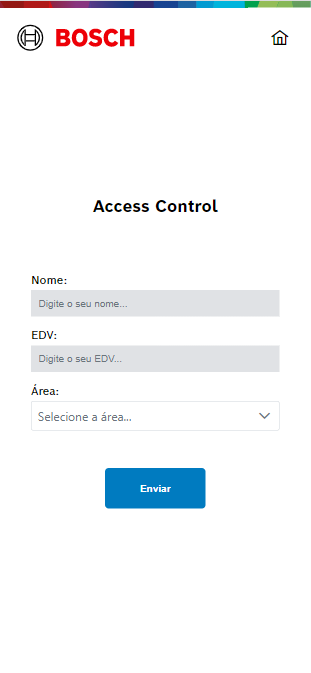 BOSCH
Access Control
Nome:
Digite o seu nome...
EDV:
Digite o seu EDV...
Área:
Selecione a área...
Enviar